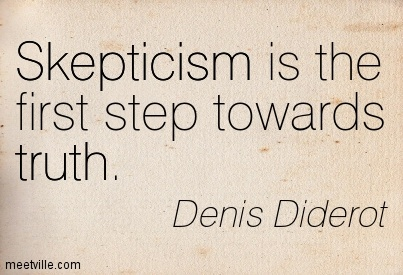 Skepticism is the
first step towards
truth.
Denis Diderot
meetville.com